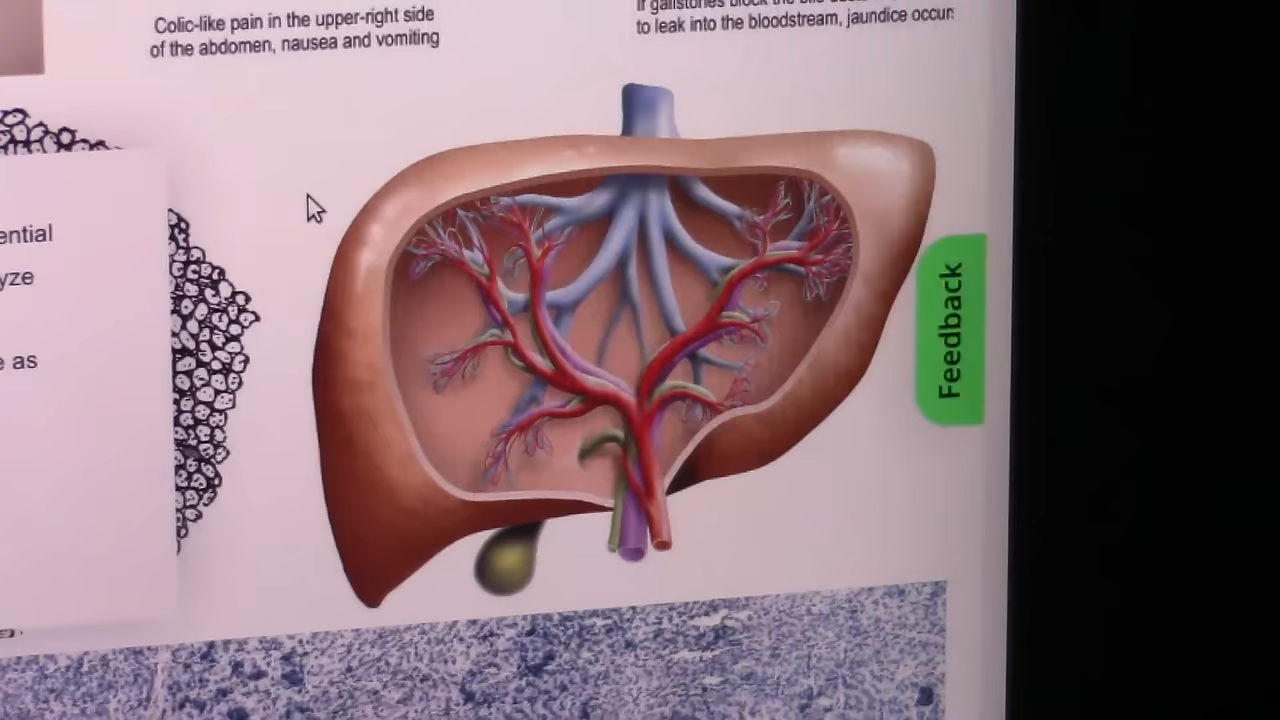 Colic-like pain in the upper-right side
of the abdomen, nausea and vomiting
to leak into the bloodstream, jaundice occur
ential
yze
e as
Feedback